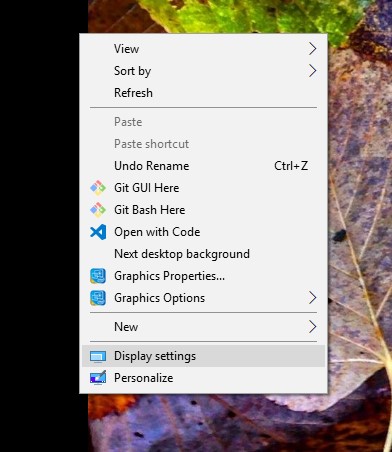 View
Sort by
Refresh
Paste
Paste shortcut
Undo Rename Ctrl+Z
Git GUI Here
Git Bash Here
Open with Code
Next desktop background
Graphics Properties...
Graphics Options
New
Display settings
Personalize